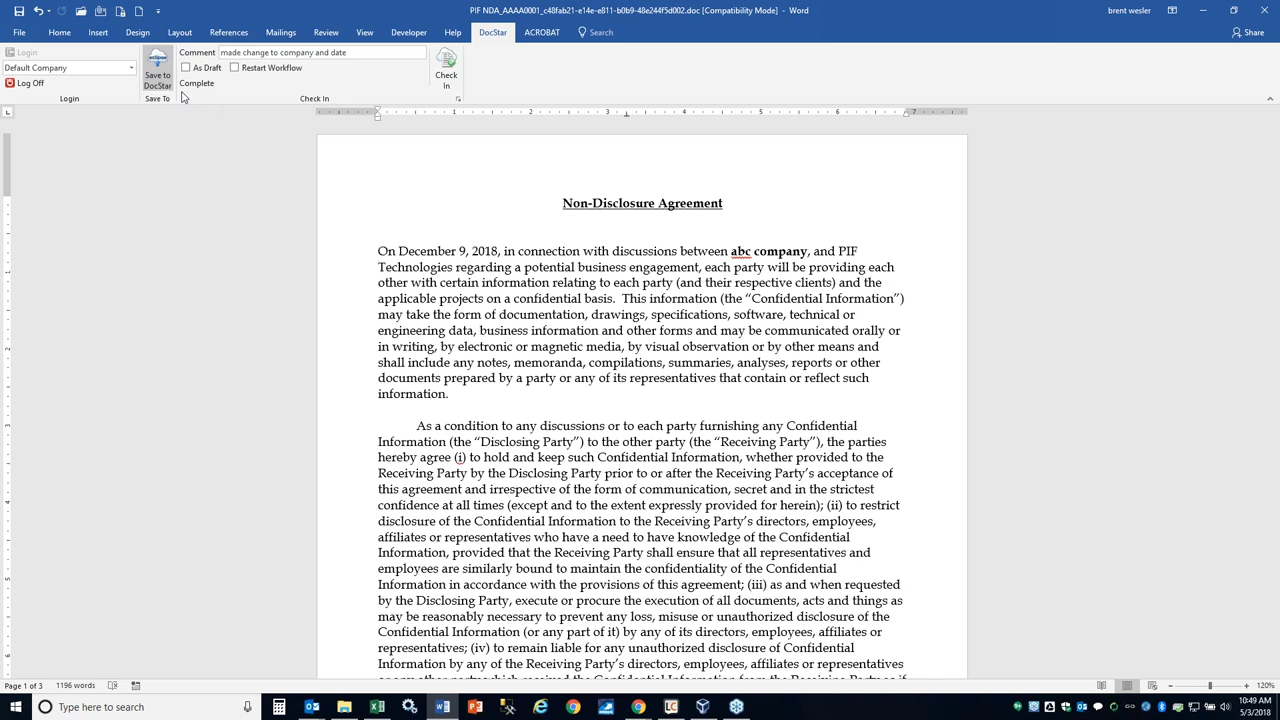 PIF NDA_AAAA0001_c48fab21-e14e-e811-b0b9-48e244f5d002.doc [Compatibility Mode] - Word
brent wesler
File Home Insert Design Layout References Mailings Review View Developer Help DocStar ACROBAT Search Share
Login
Default Company
Log Off
Login
eclipse
Save to
DocStar
Save To
Comment made change to company and date
As Draft Restart Workflow
Complete
Check
In
Check In
1 2 3 4 5 6 7
Non-Disclosure Agreement
On December 9, 2018, in connection with discussions between abc company, and PIF
Technologies regarding a potential business engagement, each party will be providing each
other with certain information relating to each party (and their respective clients) and the
applicable projects on a confidential basis.  This information (the “Confidential Information”)
may take the form of documentation, drawings, specifications, software, technical or
engineering data, business information and other forms and may be communicated orally or
in writing, by electronic or magnetic media, by visual observation or by other means and
shall include any notes, memoranda, compilations, summaries, analyses, reports or other
documents prepared by a party or any of its representatives that contain or reflect such
information.
As a condition to any discussions or to each party furnishing any Confidential
Information (the “Disclosing Party”) to the other party (the “Receiving Party”), the parties
hereby agree (i) to hold and keep such Confidential Information, whether provided to the
Receiving Party by the Disclosing Party prior to or after the Receiving Party’s acceptance of
this agreement and irrespective of the form of communication, secret and in the strictest
confidence at all times (except and to the extent expressly provided for herein); (ii) to restrict
disclosure of the Confidential Information to the Receiving Party’s directors, employees,
affiliates or representatives who have a need to have knowledge of the Confidential
Information, provided that the Receiving Party shall ensure that all representatives and
employees are similarly bound to maintain the confidentiality of the Confidential
Information in accordance with the provisions of this agreement; (iii) as and when requested
by the Disclosing Party, execute or procure the execution of all documents, acts and things as
may be reasonably necessary to prevent any loss, misuse or unauthorized disclosure of the
Confidential Information (or any part of it) by any of its directors, employees, affiliates or
representatives; (iv) to remain liable for any unauthorized disclosure of Confidential
Information by any of the Receiving Party’s directors, employees, affiliates or representatives
Page 1 of 3 1196 words 120%
Type here to search
10:49 AM
5/3/2018